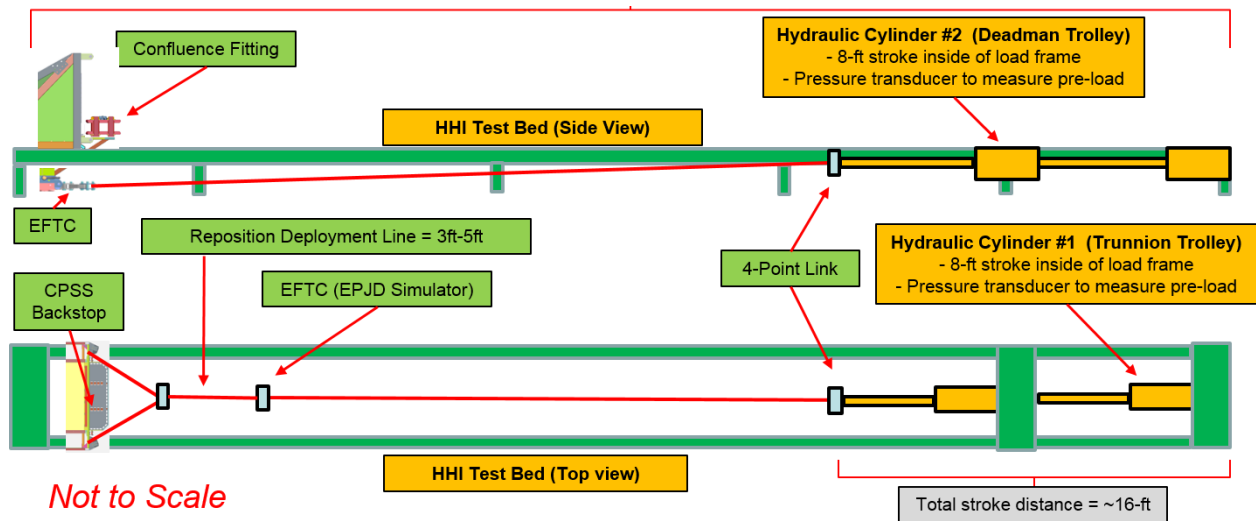 Confluence Fitting
Hydraulic Cylinder #2 (Deadman Trolley)
- 8-ft stroke inside of load frame
- Pressure transducer to measure pre-load
HHI Test Bed (Side View)
EFTC
Reposition Deployment Line = 3ft-5ft
4-Point Link
Hydraulic Cylinder #1 (Trunnion Trolley)
- 8-ft stroke inside of load frame
- Pressure transducer to measure pre-load
CPSS
Backstop
EFTC (EPJD Simulator)
HHI Test Bed (Top view)
Not to Scale
Total stroke distance = ~16-ft